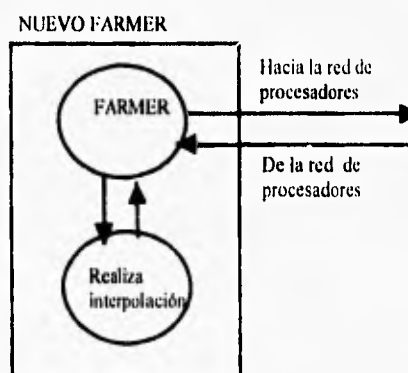 NUEVO FARMER
FARMER
Hacia la red de
procesadores
De la red de
procesadores
Realiza
interpolación